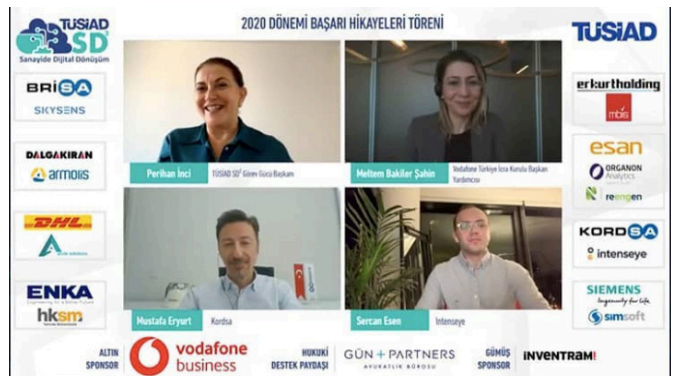 TÜSİAD
SD²
Sanayide Dijital Dönüşüm
2020 DÖNEMİ BAŞARI HİKAYELERİ TÖRENİ
TÜSİAD
BRİSA
SKYSENS
DALGAKIRAN
armolis
DHL
ENKA
hksm
Perihan İnci
TÜSİAD SD² Görev Gücü Başkanı
Meltem Bakiler Şahin
Vodafone Türkiye İcra Kurulu Başkan
Yardımcısı
Mustafa Eryurt
Kordsa
Sercan Esen
Intenseye
erkurtholding
mbis
esan
ORGANON
Analytics
reengen
KORDSA
intenseye
SIEMENS
Ingenuity for life
simsoft
ALTIN
SPONSOR
vodafone
business
HUKUKİ
DESTEK PAYDAŞI
GÜN + PARTNERS
AVUKATLIK BÜROSU
GÜMÜŞ
SPONSOR
iNVENTRAM!